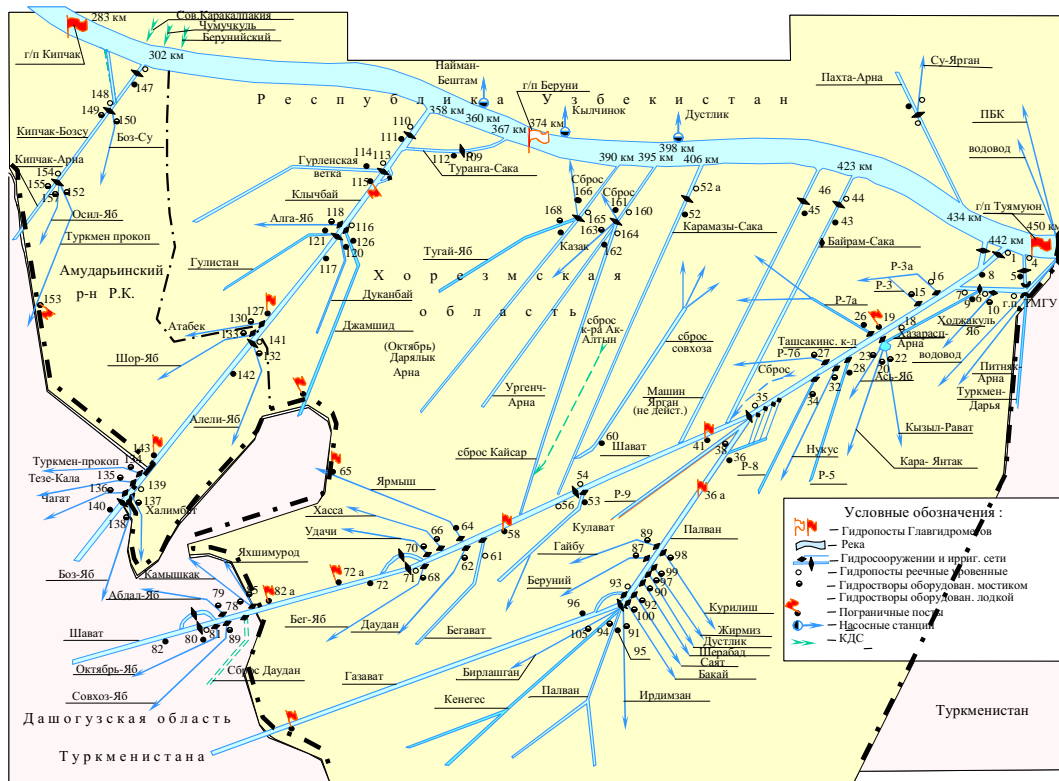 283 км
Сов.Каракалпакия
Чумучкуль
Берунийский
г/п Кипчак
302 км
147
148
149
150
Кипчак-Бозсу
Боз-Су
Кипчак-Арна
154
155
152
157
Осил-Яб
Туркмен прокоп
Амударьинский
р-н Р.К.
153
Республика Узбекистан
Найман-
Бештам
358 км
360 км
367 км
г/п Беруни
374 км
Кылчинок
Дустлик
398 км
390 км
395 км
406 км
423 км
434 км
442 км
450 км
г/п Туямуюн
Пахта-Арна
Су-Ярган
ПБК
водовод
110
111
112
109
Туранга-Сака
114
113
115
Гурленская
ветка
Клычбай
Алга-Яб
118
116
121
126
120
117
Гулистан
Дуканбай
Джамшид
Хорезмская
область
Сброс
166
168
165
163
Казак
Тугай-Яб
Сброс
161
160
164
162
52 а
52
Карамазы-Сака
46
45
44
43
Байрам-Сака
1
4
5
8
7
6
9
10
г.п. ТМГУ
Р-3а
Р-3
16
15
Р-7а
26
19
18
Ходжакуль
Яб
Хазарасп-
Арна
водовод
Питняк-
Арна
Туркмен-
Дарья
Ташсакинс. к-д
Р-7б
27
23
22
20
28
32
34
Ась-Яб
Кызыл-Рават
Кара- Янтак
Нукус
Р-5
Р-8
Сброс
35
36
38
41
36 а
130
127
133
141
132
142
Атабек
Шор-Яб
Алели-Яб
143
134
135
136
139
137
140
138
Туркмен-прокоп
Тезе-Кала
Чагат
Халимбат
Боз-Яб
(Октябрь)
Дарялык
Арна
Ургенч-
Арна
сброс
к-ра Ак-
Алтын
сброс
совхоза
Машин
Ярган
(не дейст.)
Шават
60
сброс Кайсар
65
Ярмыш
Хасса
Удачи
66
64
70
71
68
62
61
58
54
53
56
Р-9
Кулават
Гайбу
Беруний
Палван
89
87
98
99
97
90
92
100
93
96
105
94
91
95
Курилиш
Жирмиз
Дустлик
Шерабад
Саят
Бакай
Ирдимзан
Палван
Бирлашган
Кенегес
Газават
Бегават
Даудан
Бег-Яб
72 а
72
82 а
Яхшимурод
Камышкак
Абдал-Яб
79
78
80
81
89
82
Шават
Октябрь-Яб
Совхоз-Яб
Сброс Даудан
Дашогузская область
Туркменистана
Туркменистан
Условные обозначения :
Гидропосты Главгидрометов
Река
Гидросооружении и ирриг. сети
Гидропосты речные уровенные
Гидростворы оборудован. мостиком
Гидростворы оборудован. лодкой
Пограничные посты
Насосные станции
КДС